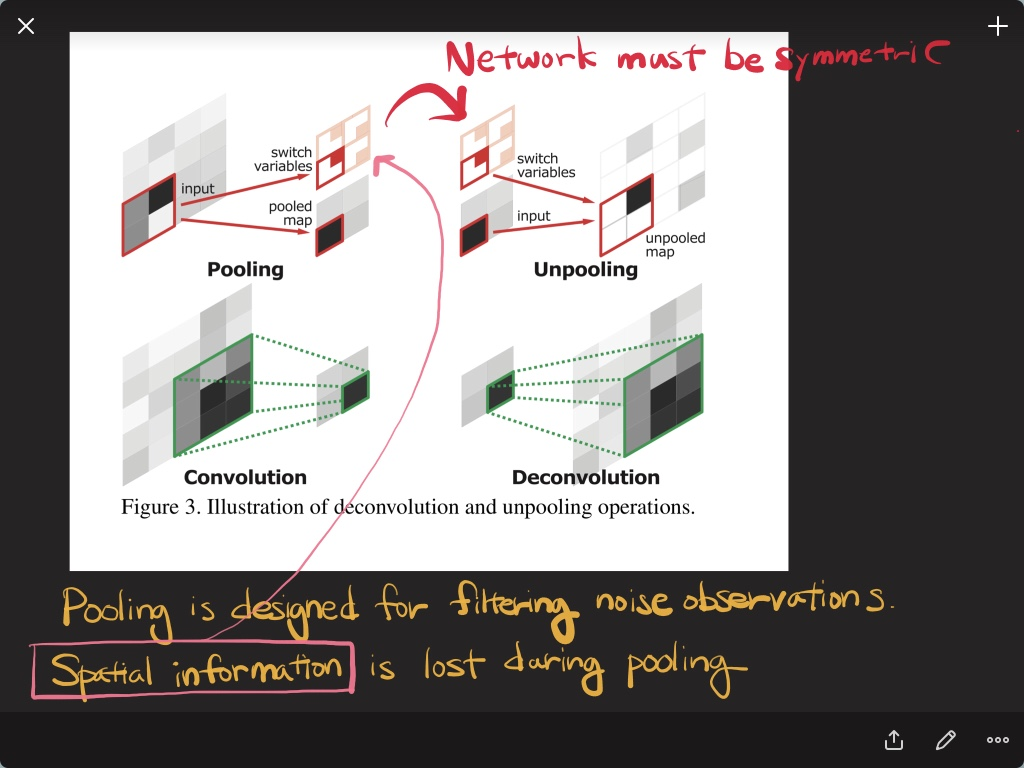 Network must be symmetric
switch
variables
input
pooled
map
Pooling
switch
variables
input
unpooled
map
Unpooling
Convolution
Deconvolution
Figure 3. Illustration of deconvolution and unpooling operations.
Pooling is designed for filtering noise observations.
Spatial information is lost during pooling